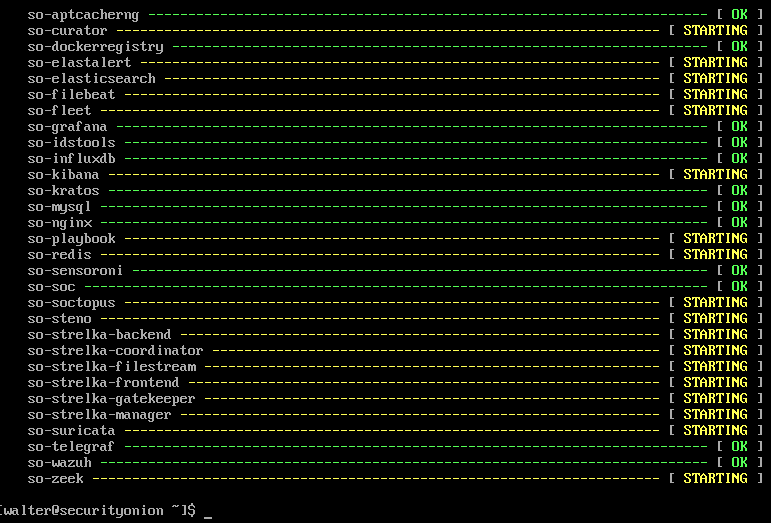 so-aptcacherng ---------------------------------------------------------------------- [ OK ]
so-curator -------------------------------------------------------------------- [ STARTING ]
so-dockerregistry ------------------------------------------------------------------- [ OK ]
so-elastalert ----------------------------------------------------------------- [ STARTING ]
so-elasticsearch -------------------------------------------------------------- [ STARTING ]
so-filebeat ------------------------------------------------------------------- [ STARTING ]
so-fleet ---------------------------------------------------------------------- [ STARTING ]
so-grafana -------------------------------------------------------------------------- [ OK ]
so-idstools ------------------------------------------------------------------------- [ OK ]
so-influxdb ------------------------------------------------------------------------- [ OK ]
so-kibana --------------------------------------------------------------------- [ STARTING ]
so-kratos --------------------------------------------------------------------------- [ OK ]
so-mysql ---------------------------------------------------------------------------- [ OK ]
so-nginx ---------------------------------------------------------------------------- [ OK ]
so-playbook ------------------------------------------------------------------- [ STARTING ]
so-redis ---------------------------------------------------------------------- [ STARTING ]
so-sensoroni ------------------------------------------------------------------------ [ OK ]
so-soc ------------------------------------------------------------------------------ [ OK ]
so-soctopus ------------------------------------------------------------------- [ STARTING ]
so-steno ---------------------------------------------------------------------- [ STARTING ]
so-strelka-backend ------------------------------------------------------------ [ STARTING ]
so-strelka-coordinator -------------------------------------------------------- [ STARTING ]
so-strelka-filestream --------------------------------------------------------- [ STARTING ]
so-strelka-frontend ----------------------------------------------------------- [ STARTING ]
so-strelka-gatekeeper --------------------------------------------------------- [ STARTING ]
so-strelka-manager ------------------------------------------------------------ [ STARTING ]
so-suricata ------------------------------------------------------------------- [ STARTING ]
so-telegraf ------------------------------------------------------------------------- [ OK ]
so-wazuh ---------------------------------------------------------------------------- [ OK ]
so-zeek ----------------------------------------------------------------------- [ STARTING ]
[walter@securityonion ~]$ _